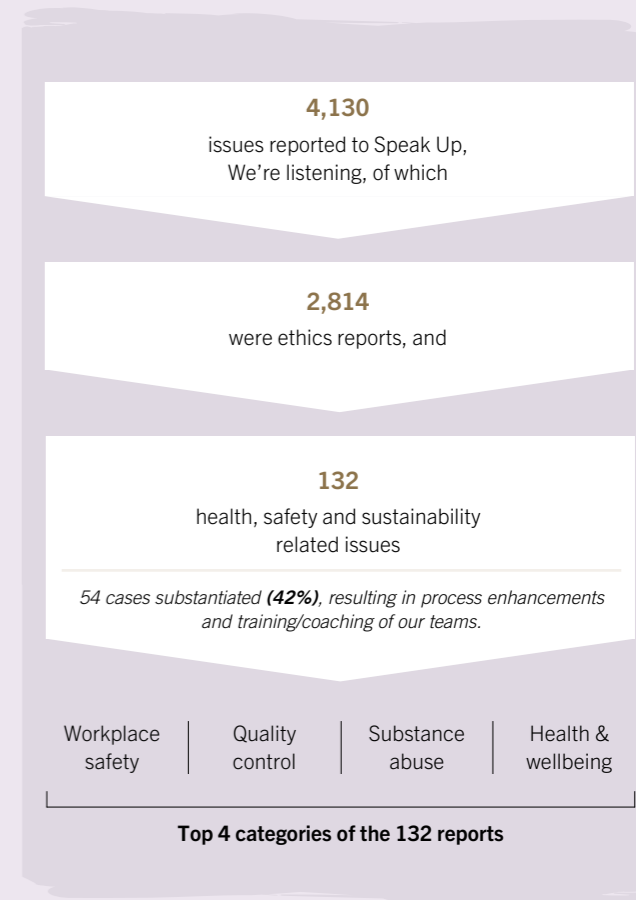 4,130
issues reported to Speak Up,
We’re listening, of which
2,814
were ethics reports, and
132
health, safety and sustainability
related issues
54 cases substantiated (42%), resulting in process enhancements
and training/coaching of our teams.
Workplace
safety
Quality
control
Substance
abuse
Health &
wellbeing
Top 4 categories of the 132 reports